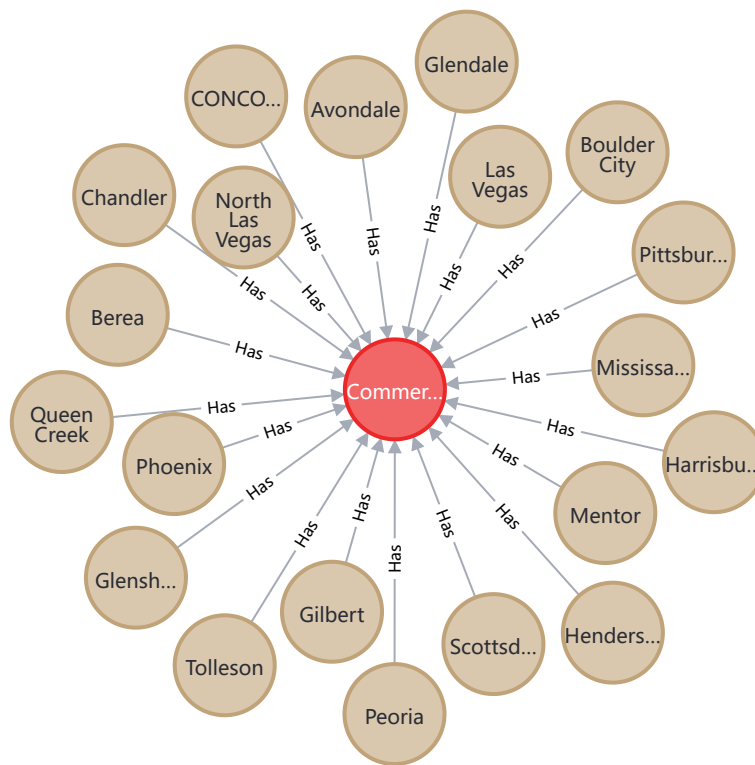 Glendale
CONCO...
Avondale
Boulder
City
Las
Vegas
Chandler
North
Las
Vegas
Has
Has
Has
Has
Has
Pittsbur...
Has
Has
Has
Has
Berea
Has
Mississa...
Has
Commer...
Queen
Creek
Has
Has
Has
Phoenix
Has
Harrisbu...
Has
Mentor
Has
Has
Has
Has
Has
Glensh...
Gilbert
Scottsd...
Henders...
Tolleson
Peoria